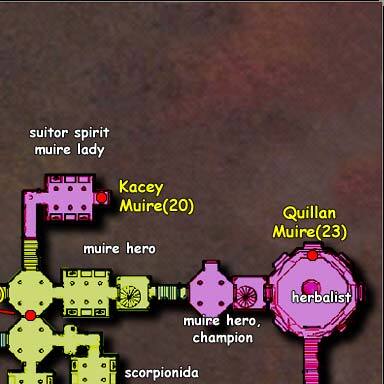 suitor spirit
muire lady
Kacey
Muire(20)
Quillan
Muire(23)
muire hero
herbalist
muire hero,
champion
scorpionida